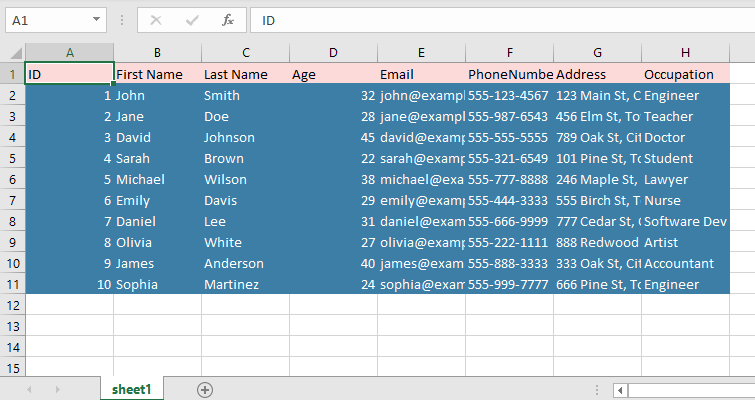 A1 fx ID
A B C D E F G H
1 ID First Name Last Name Age Email PhoneNumbe Address Occupation
2 1 John Smith 32 john@exampl 555-123-4567 123 Main St, C Engineer
3 2 Jane Doe 28 jane@exampl 555-987-6543 456 Elm St, To Teacher
4 3 David Johnson 45 david@examp 555-555-5555 789 Oak St, Cit Doctor
5 4 Sarah Brown 22 sarah@examp 555-321-6549 101 Pine St, To Student
6 5 Michael Wilson 38 michael@exa 555-777-8888 246 Maple St, Lawyer
7 6 Emily Davis 29 emily@examp 555-444-3333 555 Birch St, T Nurse
8 7 Daniel Lee 31 daniel@exam 555-666-9999 777 Cedar St, Software Dev
9 8 Olivia White 27 olivia@examp 555-222-1111 888 Redwood Artist
10 9 James Anderson 40 james@exam 555-888-3333 333 Oak St, Cit Accountant
11 10 Sophia Martinez 24 sophia@exam 555-999-7777 666 Pine St, To Engineer
12
13
14
15
sheet1